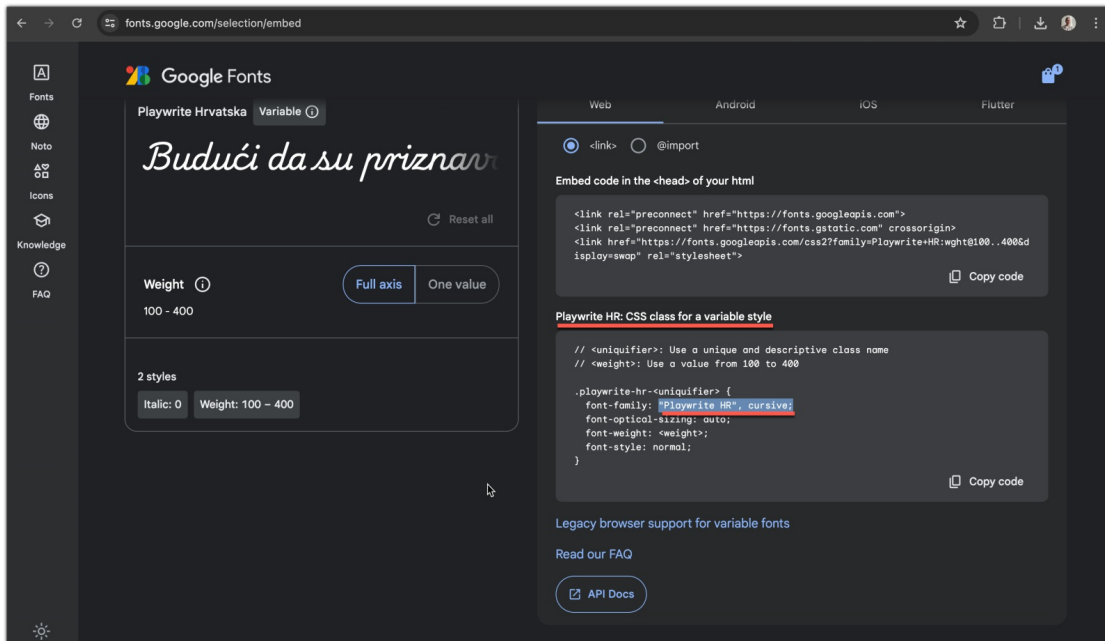 fonts.google.com/selection/embed
Fonts
Noto
Icons
Knowledge
FAQ
Google Fonts
1
Playwrite Hrvatska Variable
Budući da su priznanr
Reset all
Weight
Full axis One value
100 - 400
2 styles
Italic: 0 Weight: 100 – 400
Web Android iOS Flutter
<link> @import
Embed code in the <head> of your html
<link rel="preconnect" href="https://fonts.googleapis.com">
<link rel="preconnect" href="https://fonts.gstatic.com" crossorigin>
<link href="https://fonts.googleapis.com/css2?family=Playwrite+HR:wght@100..400&d
isplay=swap" rel="stylesheet">
Copy code
Playwrite HR: CSS class for a variable style
// <uniquifier>: Use a unique and descriptive class name
// <weight>: Use a value from 100 to 400
.playwrite-hr-<uniquifier> {
font-family: "Playwrite HR", cursive;
font-optical-sizing: auto;
font-weight: <weight>;
font-style: normal;
}
Copy code
Legacy browser support for variable fonts
Read our FAQ
API Docs